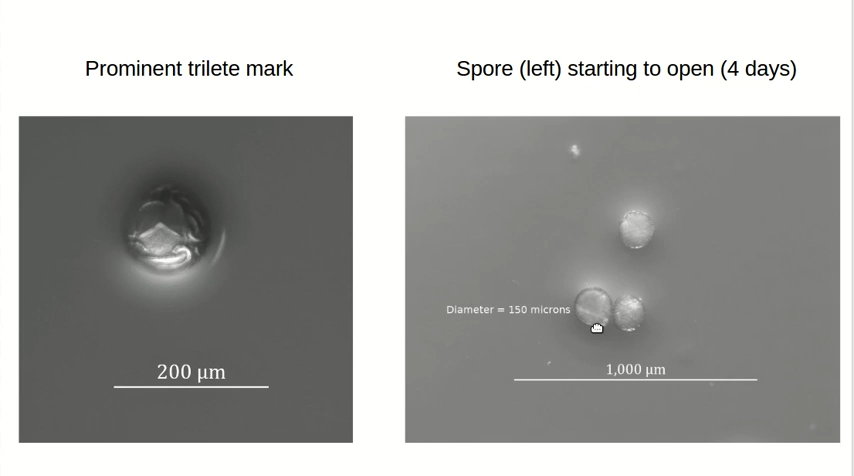 Prominent trilete mark
Spore (left) starting to open (4 days)
200 µm
Diameter = 150 microns
1,000 µm